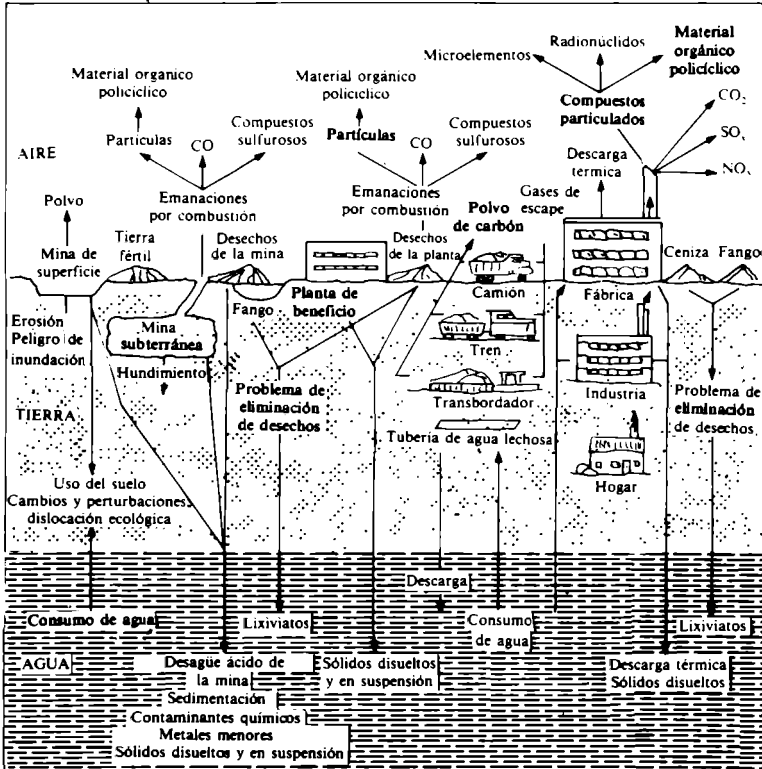 Microelementos
Radionúclidos
Material
orgánico
policíclico
Material orgánico
policíclico
Material orgánico
policíclico
Compuestos
particulados
CO₂
SOₓ
NOₓ
Partículas
CO
Compuestos
sulfurosos
Partículas
CO
Compuestos
sulfurosos
AIRE
Descarga
térmica
Emanaciones
por combustión
Emanaciones
por combustión
Gases de
escape
Polvo
Polvo
de carbón
Mina de
superficie
Tierra
fértil
Desechos
de la mina
Desechos
de la planta
Ceniza
Fango
Fango
Planta de
beneficio
Camión
Fábrica
Erosión
Peligro de
inundación
Mina
subterránea
Hundimiento
Tren
Problema de
eliminación
de desechos
Transbordador
Industria
Problema de
eliminación
de desechos
TIERRA
Tubería de agua lechosa
Hogar
Uso del suelo
Cambios y perturbaciones,
dislocación ecológica
Descarga
Consumo de agua
Lixiviatos
Consumo
de agua
Lixiviatos
AGUA
Desagüe ácido de
la mina
Sedimentación
Contaminantes químicos
Metales menores
Sólidos disueltos y en suspensión
Sólidos disueltos
y en suspensión
Descarga térmica
Sólidos disueltos